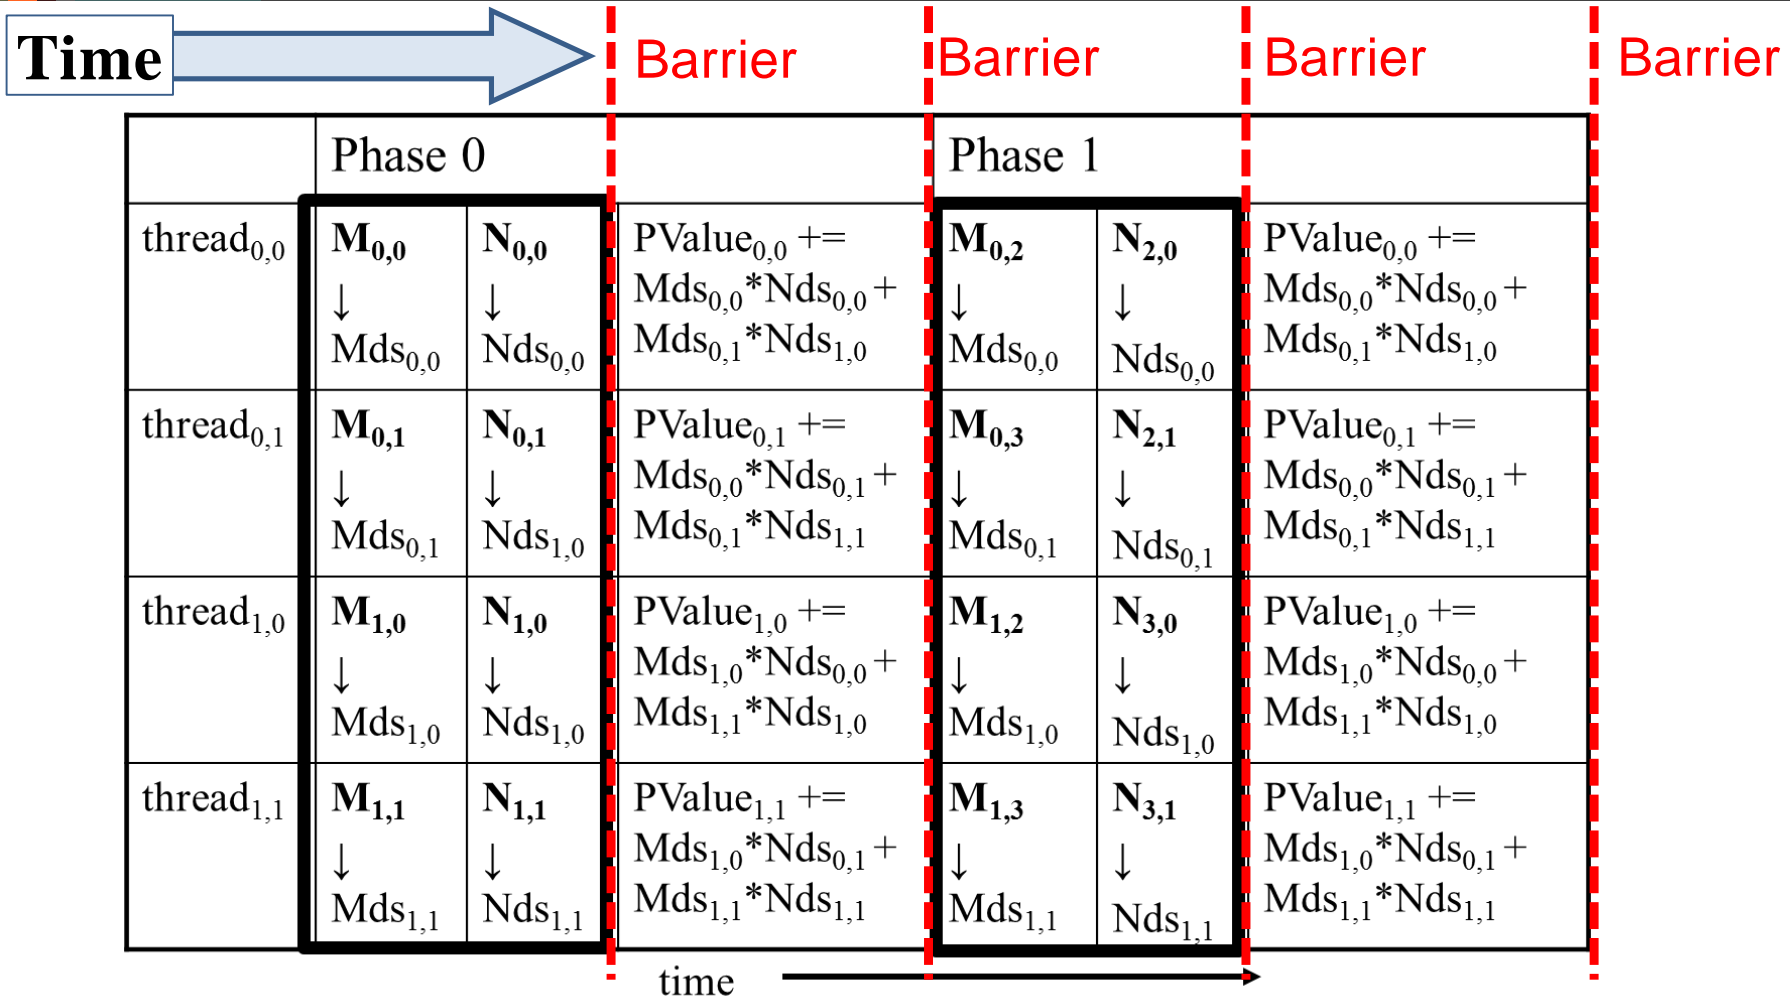 Time Barrier Barrier Barrier Barrier
Phase 0 Phase 1
thread0,0 M0,0 N0,0 PValue0,0 += M0,2 N2,0 PValue0,0 +=
↓ ↓ Mds0,0*Nds0,0 + ↓ ↓ Mds0,0*Nds0,0 +
Mds0,0 Nds0,0 Mds0,1*Nds1,0 Mds0,0 Nds0,0 Mds0,1*Nds1,0
thread0,1 M0,1 N0,1 PValue0,1 += M0,3 N2,1 PValue0,1 +=
↓ ↓ Mds0,0*Nds0,1 + ↓ ↓ Mds0,0*Nds0,1 +
Mds0,1 Nds1,0 Mds0,1*Nds1,1 Mds0,1 Nds0,1 Mds0,1*Nds1,1
thread1,0 M1,0 N1,0 PValue1,0 += M1,2 N3,0 PValue1,0 +=
↓ ↓ Mds1,0*Nds0,0 + ↓ ↓ Mds1,0*Nds0,0 +
Mds1,0 Nds1,0 Mds1,1*Nds1,0 Mds1,0 Nds1,0 Mds1,1*Nds1,0
thread1,1 M1,1 N1,1 PValue1,1 += M1,3 N3,1 PValue1,1 +=
↓ ↓ Mds1,0*Nds0,1 + ↓ ↓ Mds1,0*Nds0,1 +
Mds1,1 Nds1,1 Mds1,1*Nds1,1 Mds1,1 Nds1,1 Mds1,1*Nds1,1
time